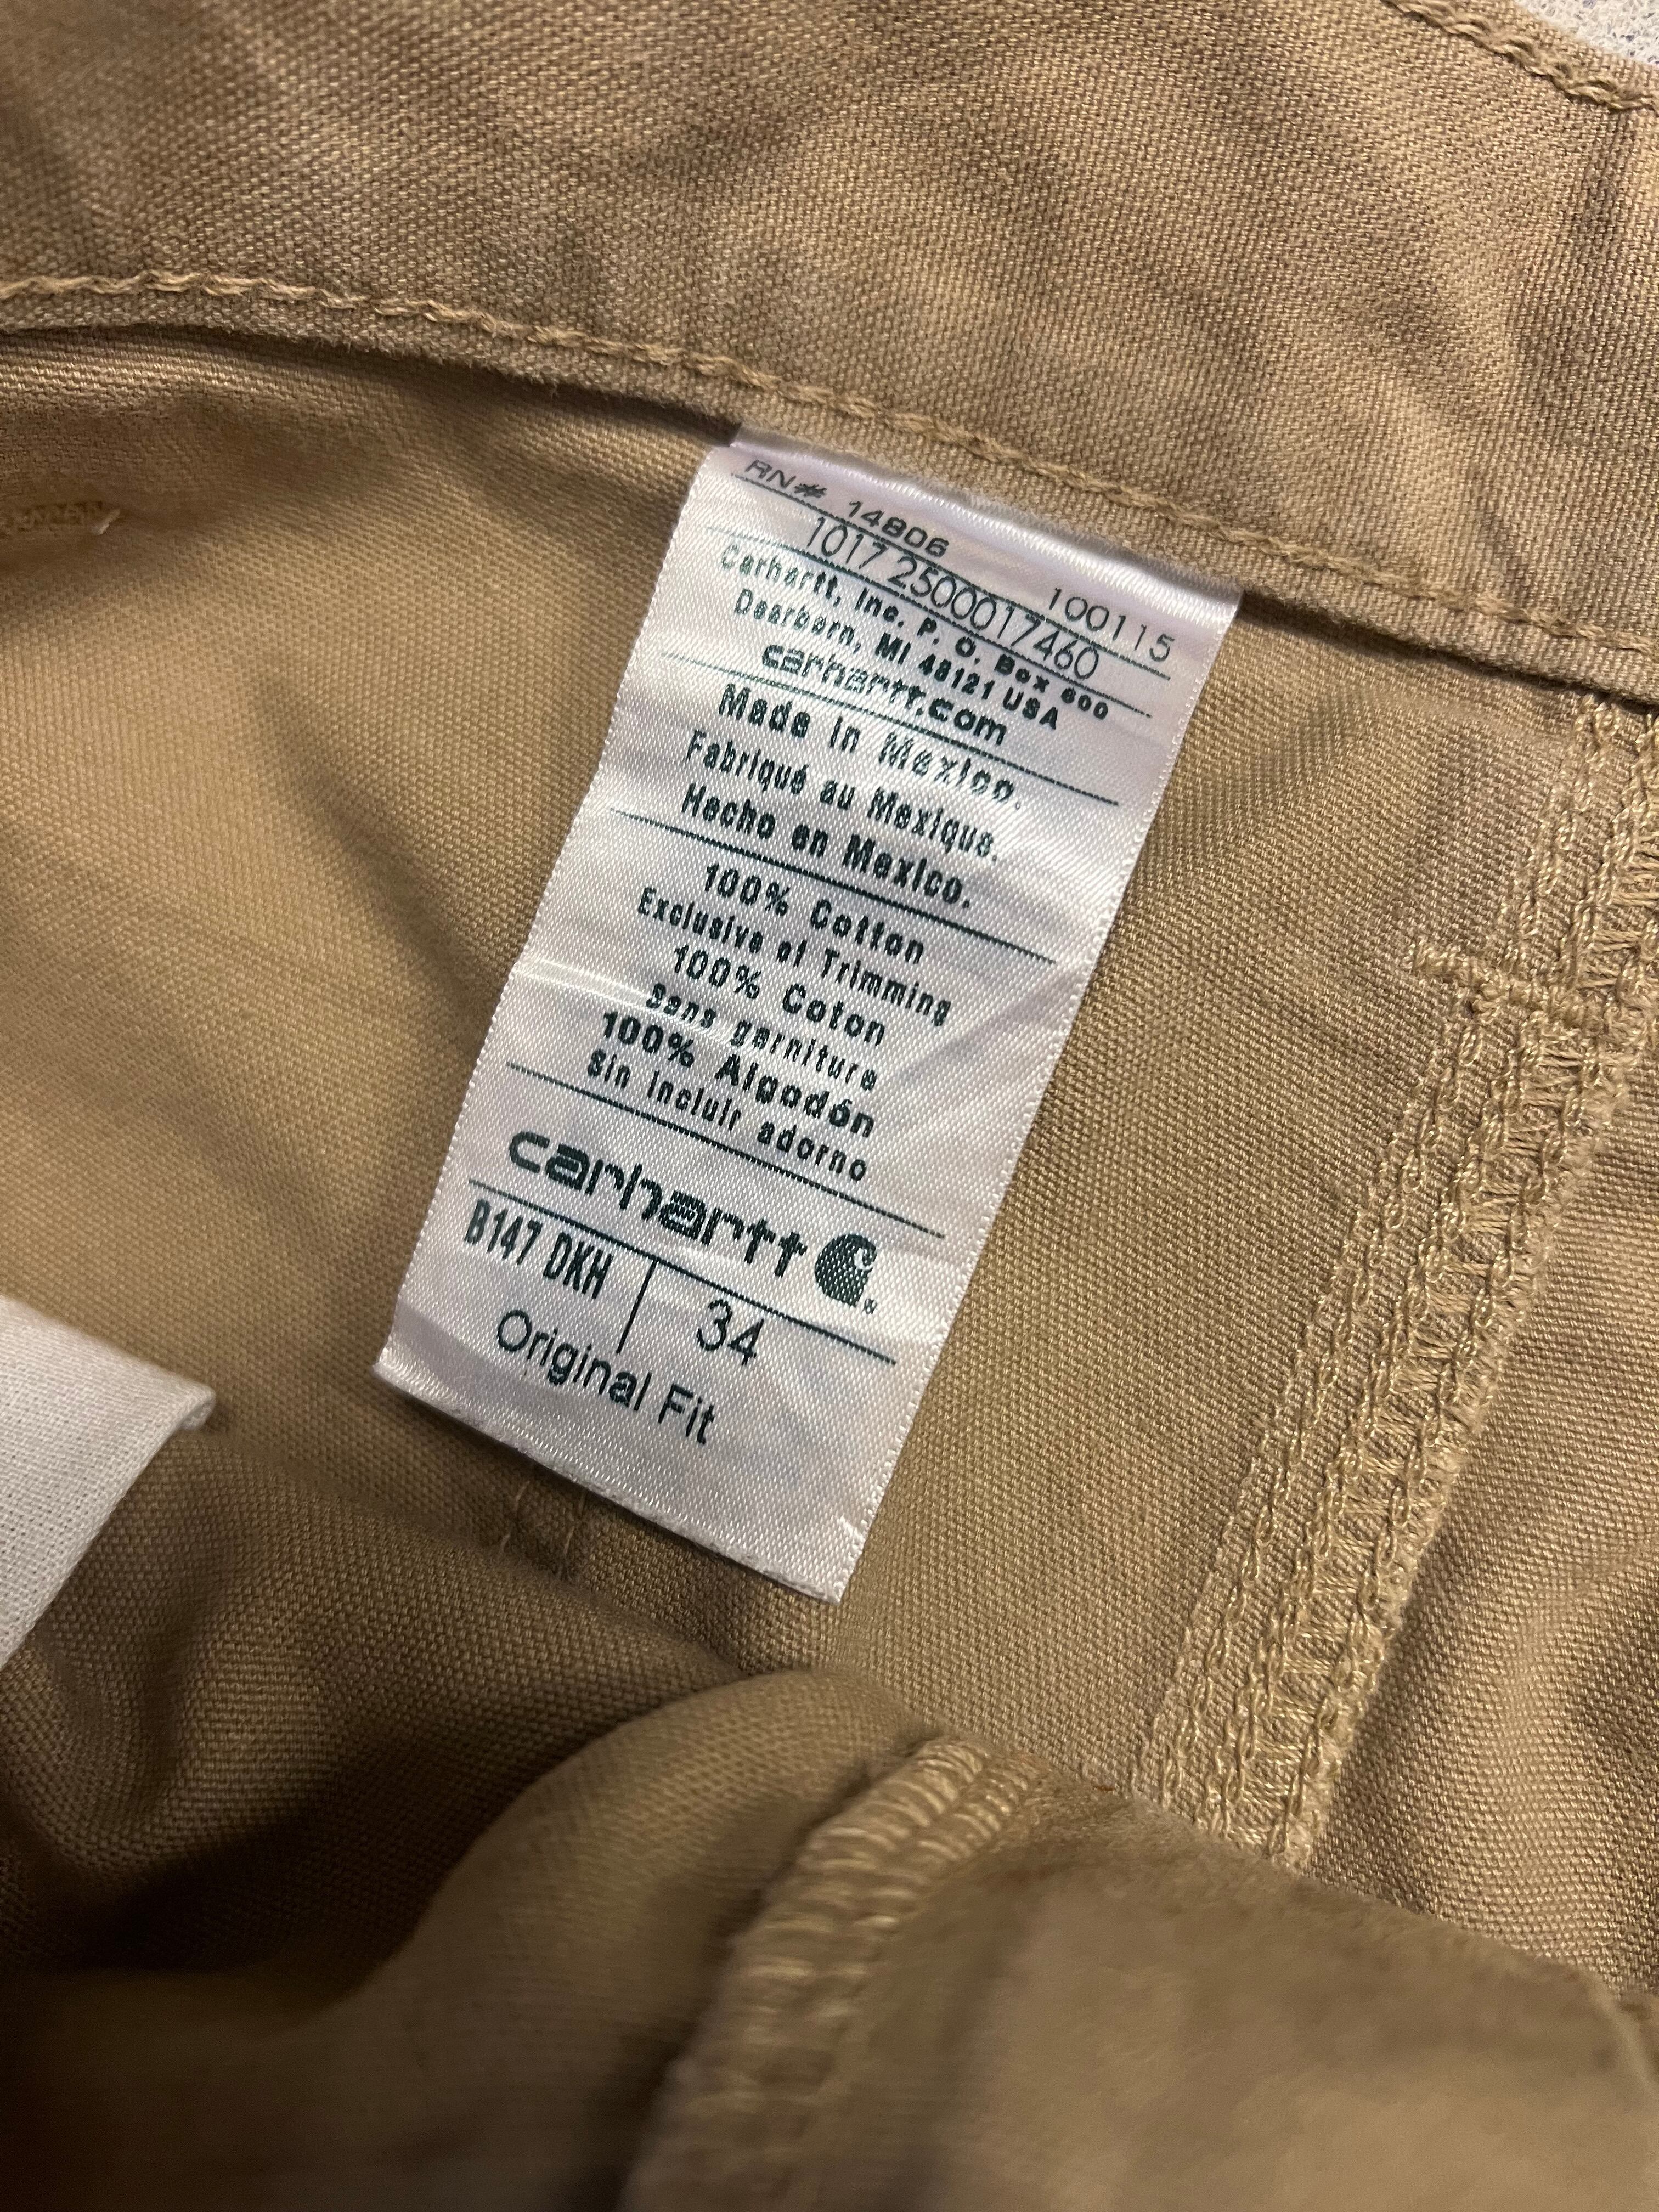 RN# 14806 100115
1017 2500017460
Carhartt, Inc. P. O. Box 600
Dearborn, MI 48121 USA
carhartt.com
Made in Mexico.
Fabriqué au Mexique.
Hecho en Mexico.
100% Cotton
Exclusive of Trimming
100% Coton
Sans garniture
100% Algodón
Sin incluir adorno
carhartt
B147 DKH 34
Original Fit